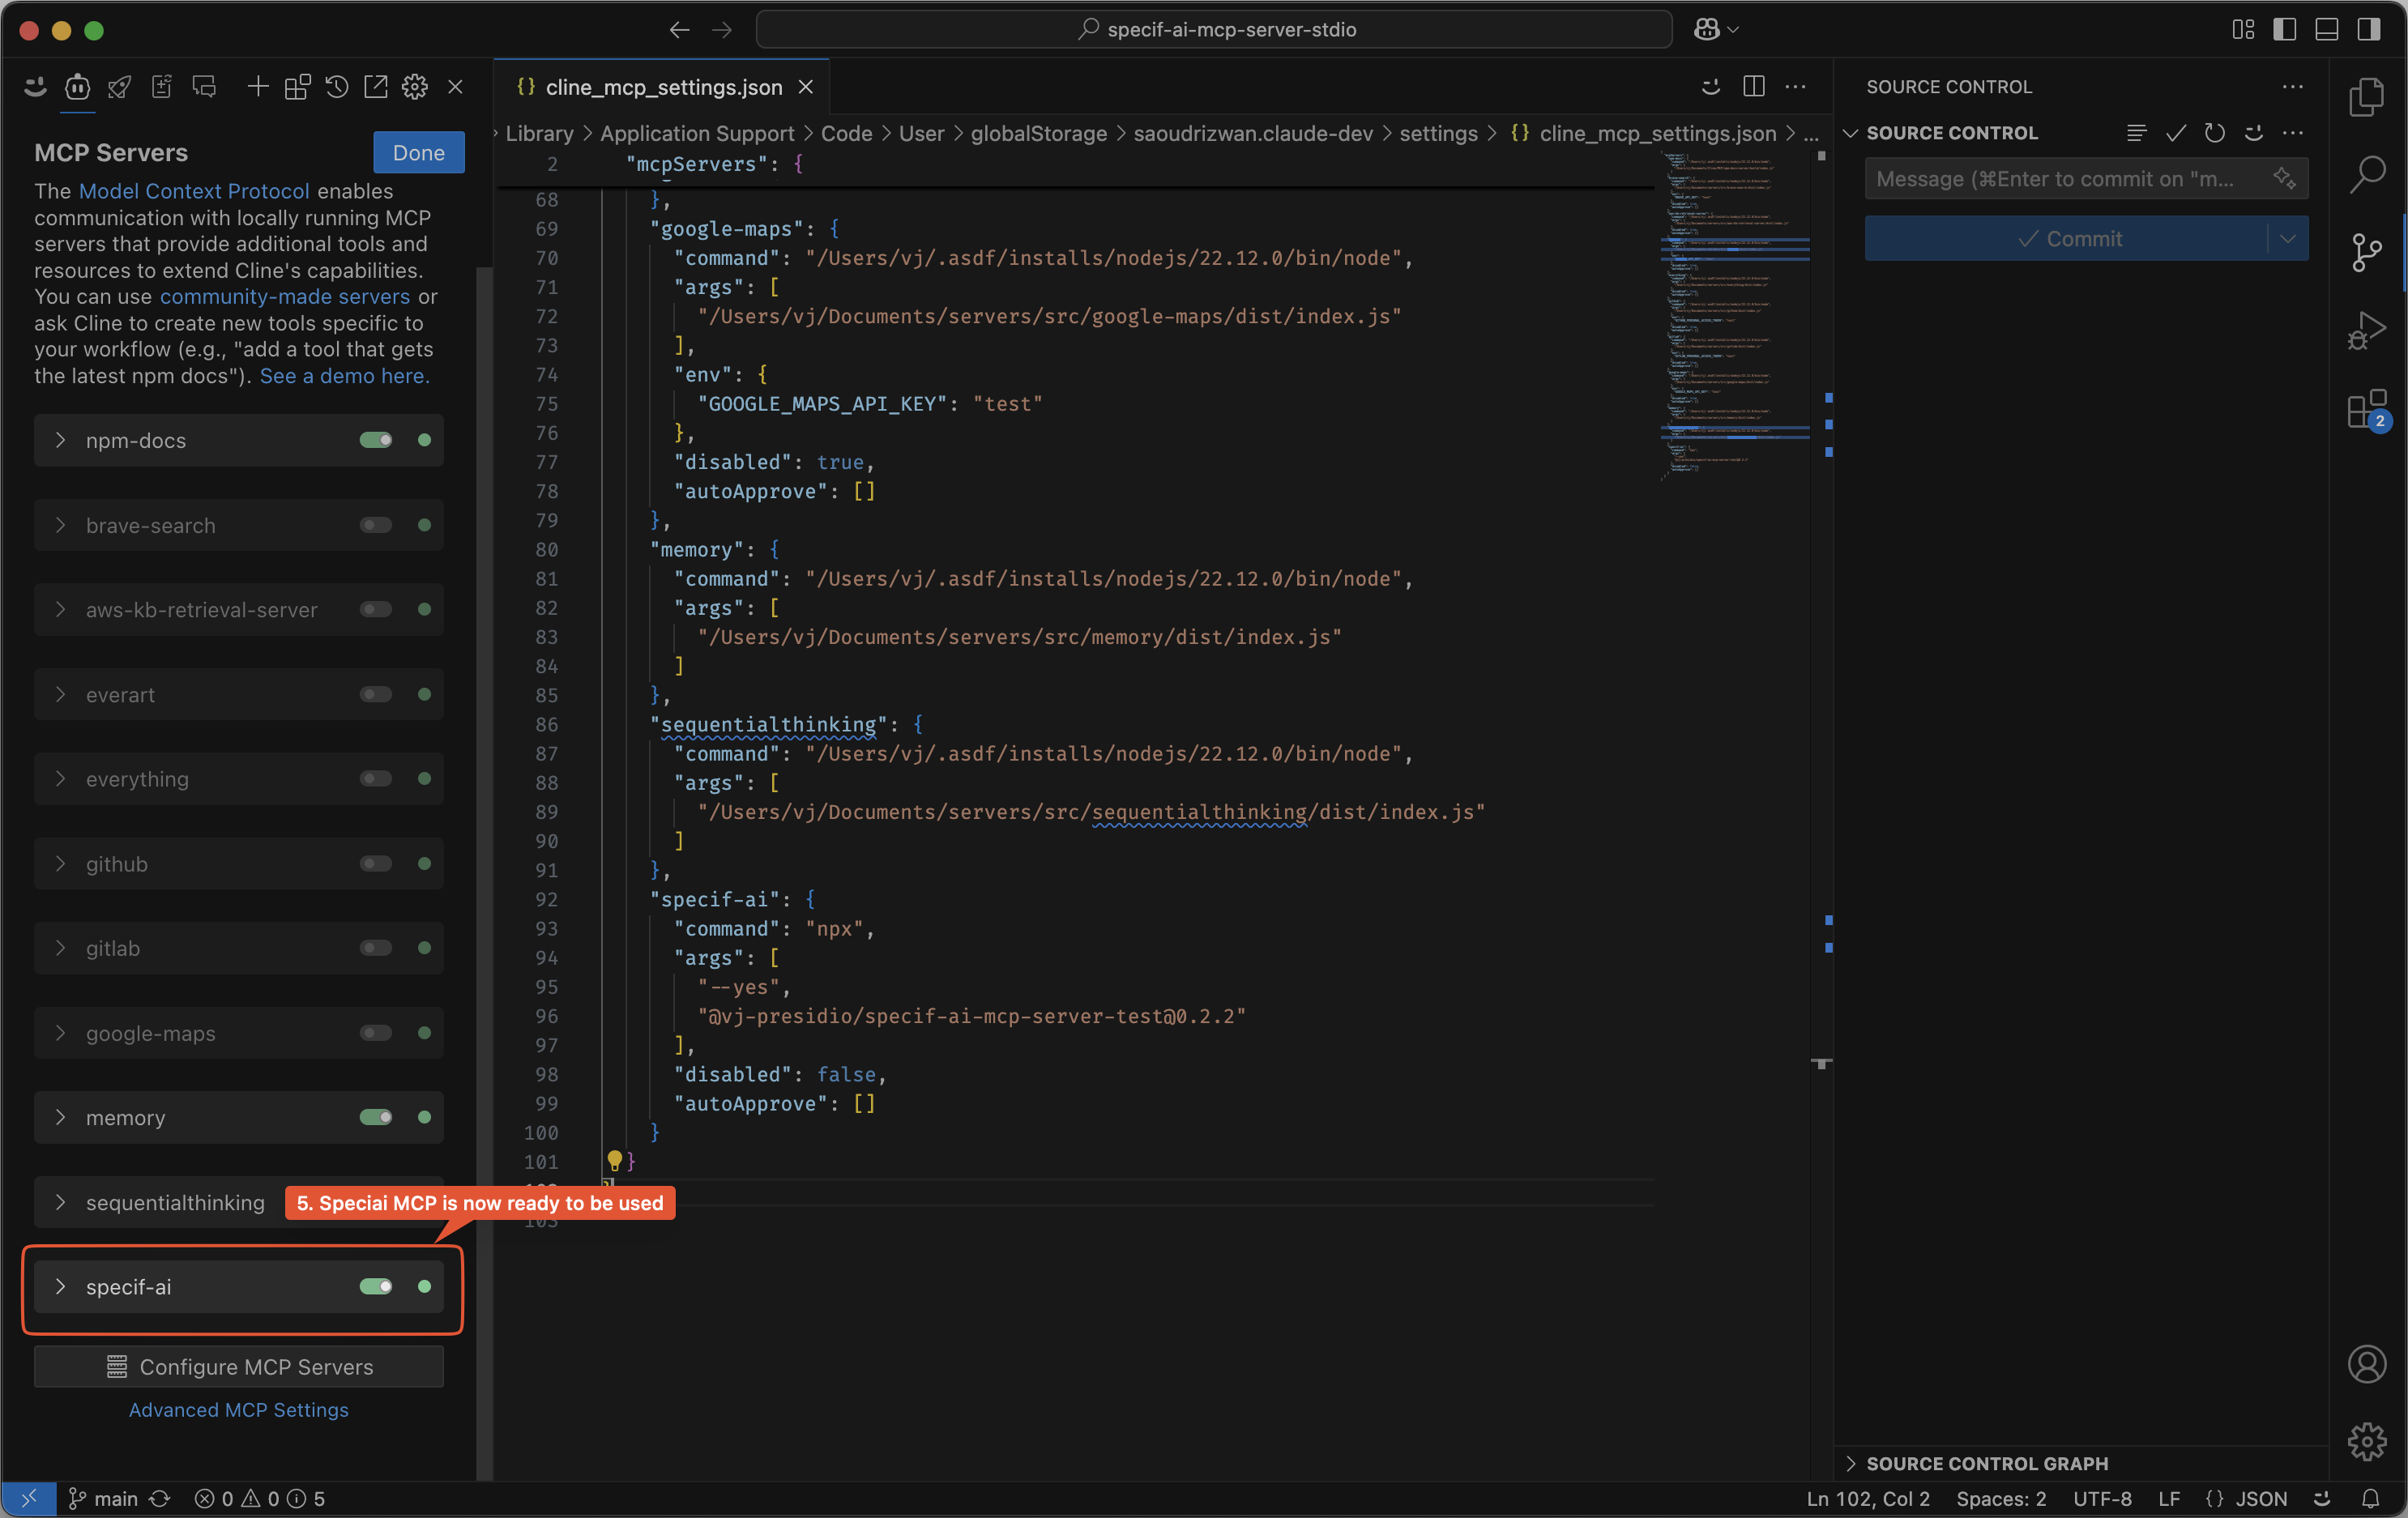 specif-ai-mcp-server-stdio
MCP Servers
Done
The Model Context Protocol enables
communication with locally running MCP
servers that provide additional tools and
resources to extend Cline's capabilities.
You can use community-made servers or
ask Cline to create new tools specific to
your workflow (e.g., "add a tool that gets
the latest npm docs"). See a demo here.
npm-docs
brave-search
aws-kb-retrieval-server
everart
everything
github
gitlab
google-maps
memory
sequentialthinking
5. Speciai MCP is now ready to be used
specif-ai
Configure MCP Servers
Advanced MCP Settings
{} cline_mcp_settings.json
Library > Application Support > Code > User > globalStorage > saoudrizwan.claude-dev > settings > {} cline_mcp_settings.json > ...
2 "mcpServers": {
68 },
69 "google-maps": {
70 "command": "/Users/vj/.asdf/installs/nodejs/22.12.0/bin/node",
71 "args": [
72 "/Users/vj/Documents/servers/src/google-maps/dist/index.js"
73 ],
74 "env": {
75 "GOOGLE_MAPS_API_KEY": "test"
76 },
77 "disabled": true,
78 "autoApprove": []
79 },
80 "memory": {
81 "command": "/Users/vj/.asdf/installs/nodejs/22.12.0/bin/node",
82 "args": [
83 "/Users/vj/Documents/servers/src/memory/dist/index.js"
84 ]
85 },
86 "sequentialthinking": {
87 "command": "/Users/vj/.asdf/installs/nodejs/22.12.0/bin/node",
88 "args": [
89 "/Users/vj/Documents/servers/src/sequentialthinking/dist/index.js"
90 ]
91 },
92 "specif-ai": {
93 "command": "npx",
94 "args": [
95 "--yes",
96 "@vj-presidio/specif-ai-mcp-server-test@0.2.2"
97 ],
98 "disabled": false,
99 "autoApprove": []
100 }
101 }
103
SOURCE CONTROL
SOURCE CONTROL
Message (⌘Enter to commit on "m...
Commit
2
SOURCE CONTROL GRAPH
main
0 0 5
Ln 102, Col 2 Spaces: 2 UTF-8 LF {} JSON